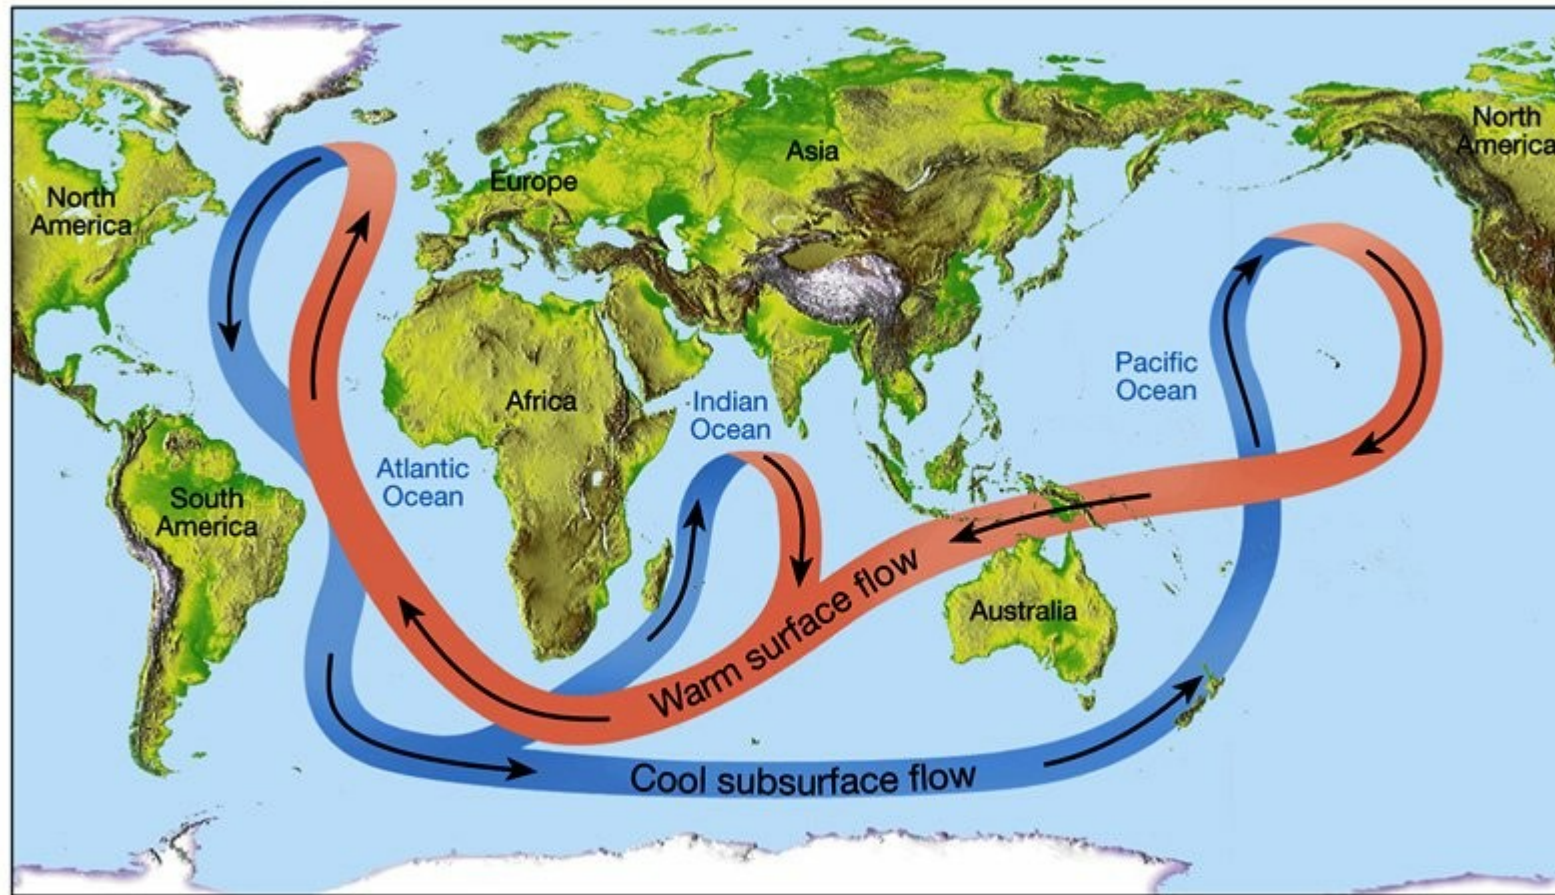 North
America
Asia
Europe
North
America
Pacific
Ocean
Africa
Indian
Ocean
Atlantic
Ocean
South
America
Warm surface flow
Australia
Cool subsurface flow